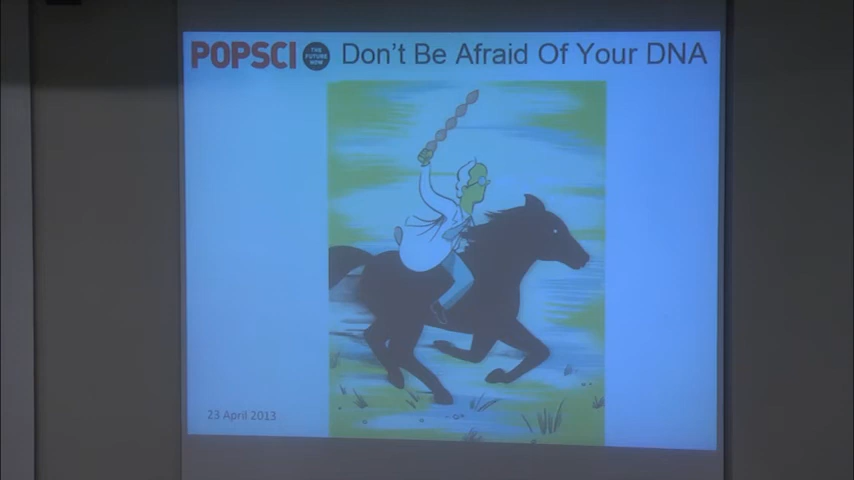 POPSCI THE FUTURE NOW Don't Be Afraid Of Your DNA
23 April 2013